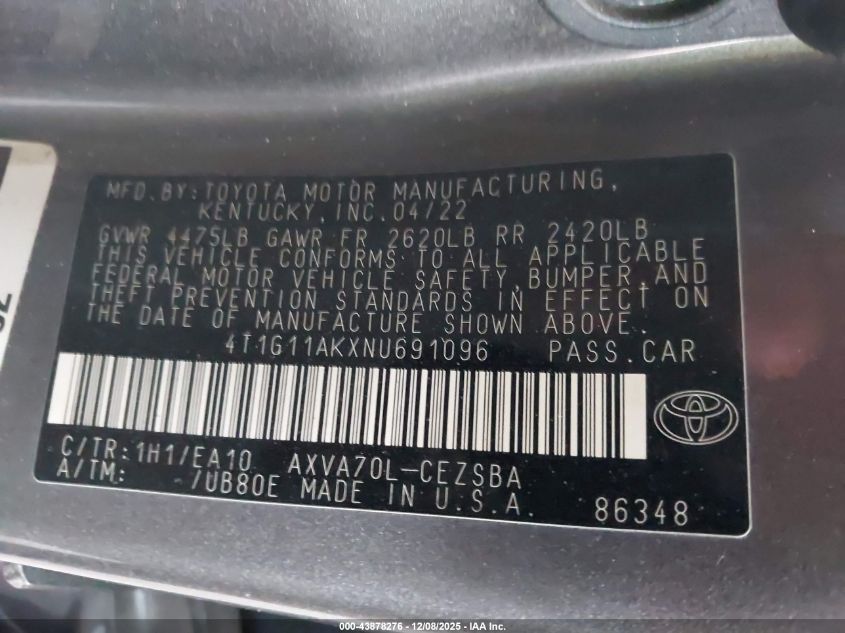 MFD.BY:TOYOTA MOTOR MANUFACTURING,
KENTUCKY,INC.04/22
GVWR 4475LB GAWR FR 2620LB RR 2420LB
THIS VEHICLE CONFORMS TO ALL APPLICABLE
FEDERAL MOTOR VEHICLE SAFETY,BUMPER,AND
THEFT PREVENTION STANDARDS IN EFFECT ON
THE DATE OF MANUFACTURE SHOWN ABOVE.
4T1G11AKXNU691096 PASS.CAR
C/TR:1H1/EA10 AXVA70L-CEZSBA
A/TM: /UB80E MADE IN U.S.A.
86348
000-43878276 - 12/08/2025 - IAA Inc.